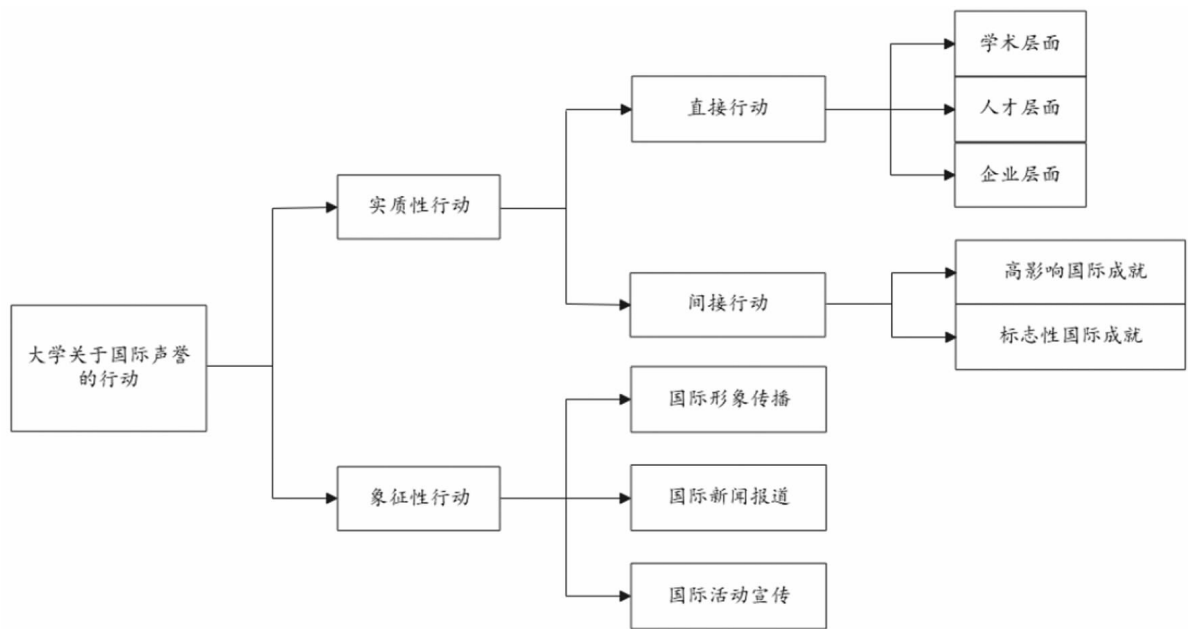 学术层面
直接行动
人才层面
企业层面
实质性行动
高影响国际成就
间接行动
标志性国际成就
大学关于国际声誉
的行动
国际形象传播
象征性行动
国际新闻报道
国际活动宣传